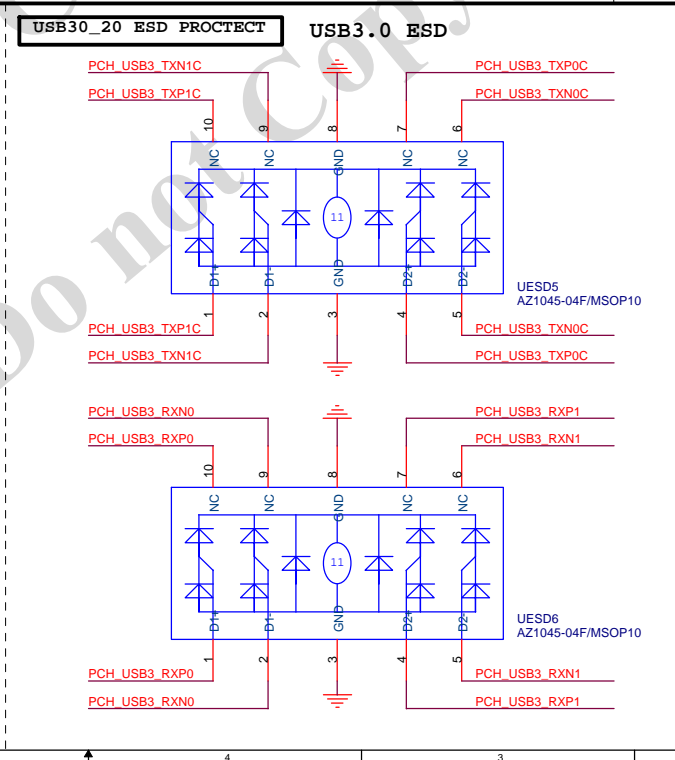 USB30_20 ESD PROCTECT
USB3.0 ESD
Do not Copy
PCH_USB3_TXN1C
PCH_USB3_TXP0C
PCH_USB3_TXP1C
PCH_USB3_TXN0C
10 9 8 7 6
NC NC GND NC NC
11
D1+ D1- GND D2+ D2-
UESD5
AZ1045-04F/MSOP10
1 2 3 4 5
PCH_USB3_TXP1C
PCH_USB3_TXN0C
PCH_USB3_TXN1C
PCH_USB3_TXP0C
PCH_USB3_RXN0
PCH_USB3_RXP1
PCH_USB3_RXP0
PCH_USB3_RXN1
10 9 8 7 6
NC NC GND NC NC
11
D1+ D1- GND D2+ D2-
UESD6
AZ1045-04F/MSOP10
1 2 3 4 5
PCH_USB3_RXP0
PCH_USB3_RXN1
PCH_USB3_RXN0
PCH_USB3_RXP1
4 3